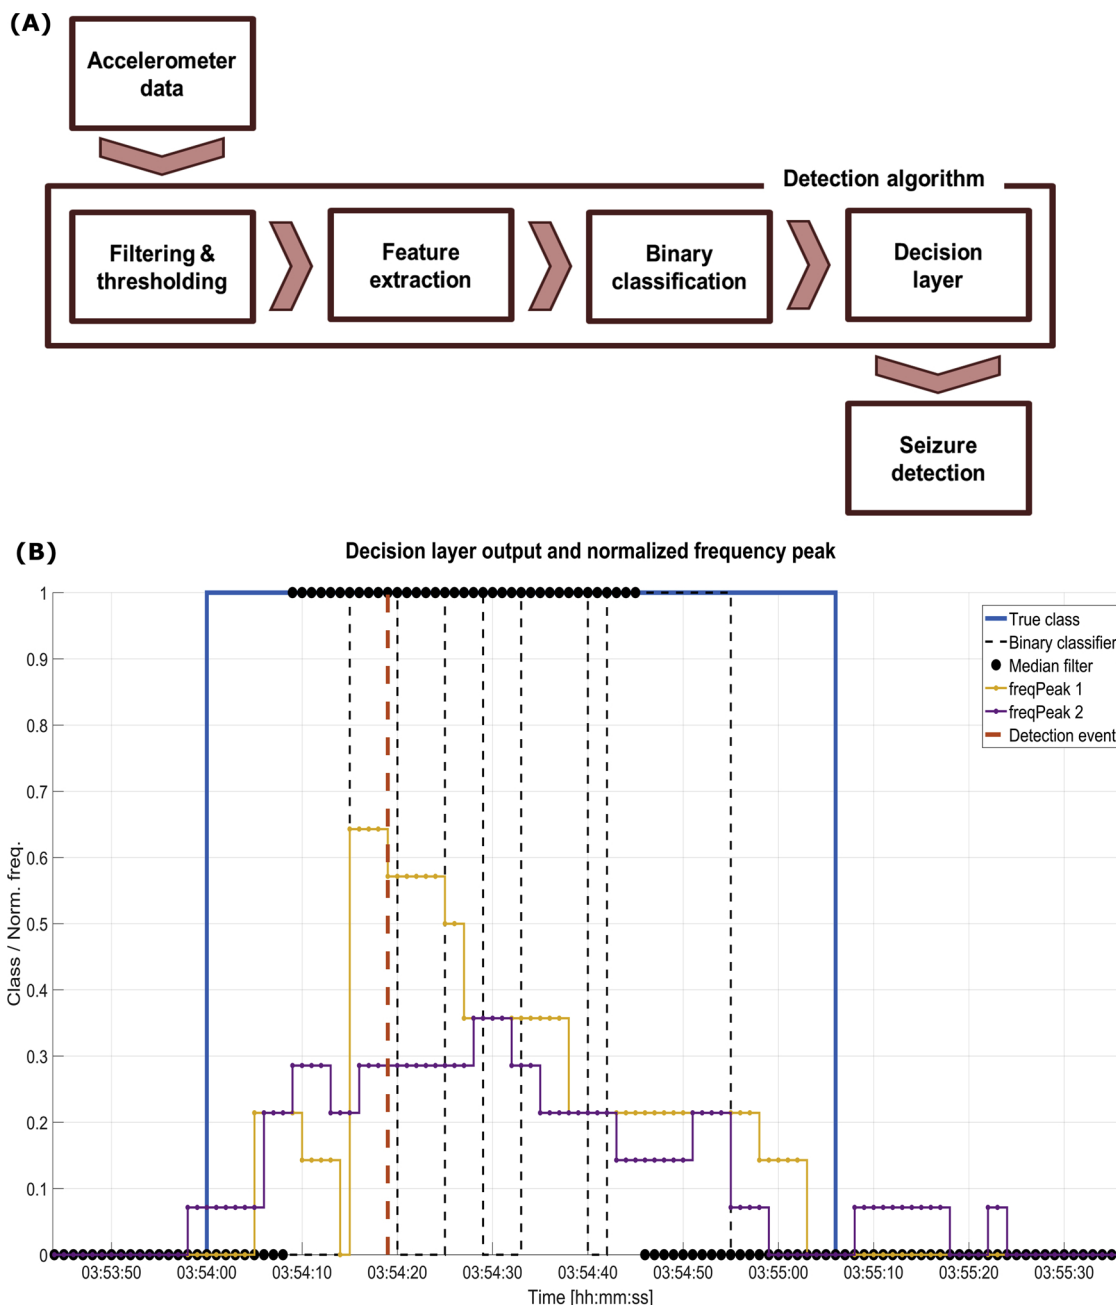 (A)
Accelerometer
data
Detection algorithm
Filtering &
thresholding
Feature
extraction
Binary
classification
Decision
layer
Seizure
detection
(B)
Decision layer output and normalized frequency peak
1
0.9
0.8
0.7
0.6
0.5
0.4
0.3
0.2
0.1
0
Class / Norm. freq.
True class
Binary classifier
Median filter
freqPeak 1
freqPeak 2
Detection event
03:53:50 03:54:00 03:54:10 03:54:20 03:54:30 03:54:40 03:54:50 03:55:00 03:55:10 03:55:20 03:55:30
Time [hh:mm:ss]